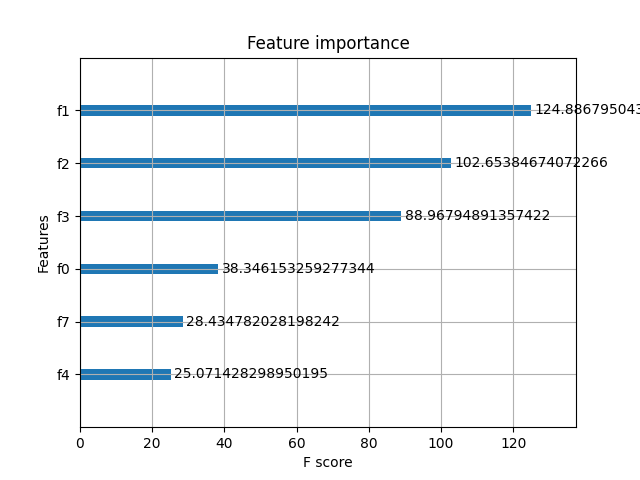 Feature importance
f1 124.886795043
f2 102.65384674072266
f3 88.96794891357422
f0 38.346153259277344
f7 28.434782028198242
f4 25.071428298950195
Features
0 20 40 60 80 100 120
F score